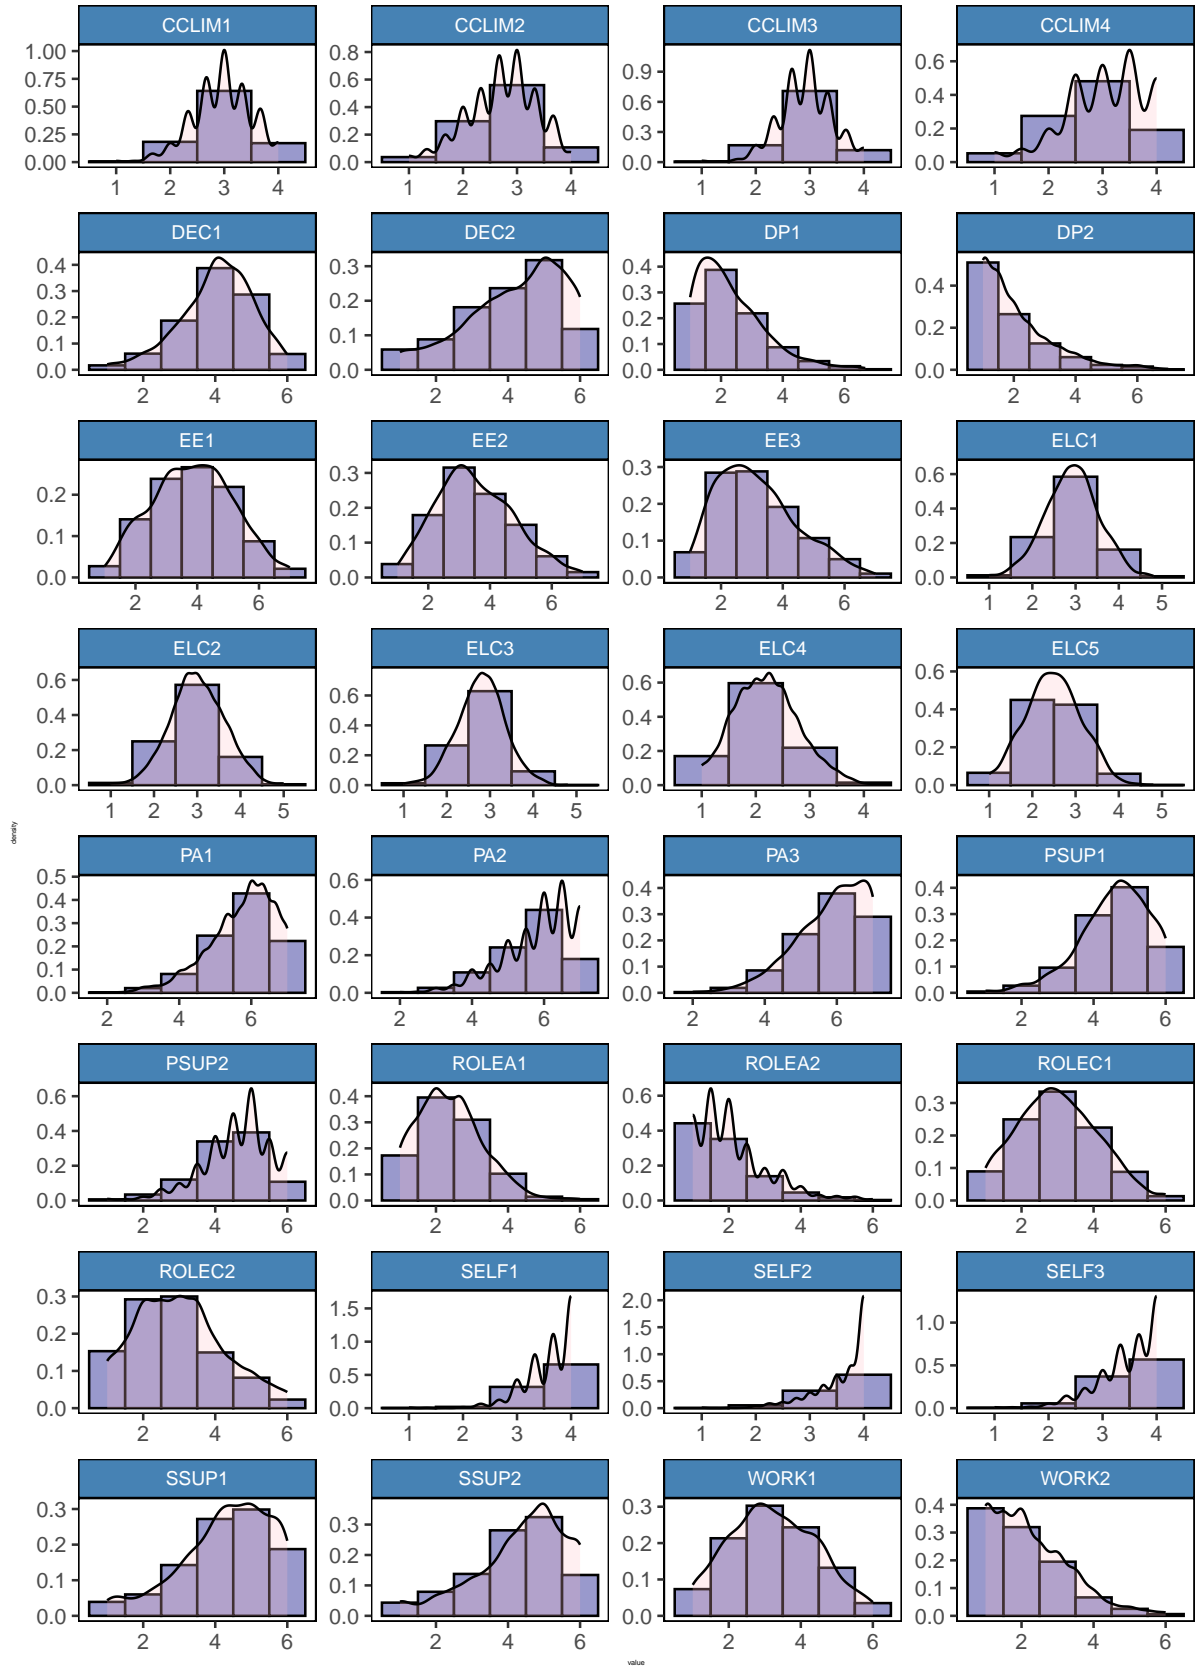 CCLIM1
1.00
0.75
0.50
0.25
0.00
1 2 3 4
CCLIM2
0.8
0.6
0.4
0.2
0.0
1 2 3 4
CCLIM3
0.9
0.6
0.3
0.0
1 2 3 4
CCLIM4
0.6
0.4
0.2
0.0
1 2 3 4
DEC1
0.4
0.3
0.2
0.1
0.0
2 4 6
DEC2
0.3
0.2
0.1
0.0
2 4 6
DP1
0.4
0.3
0.2
0.1
0.0
2 4 6
DP2
0.4
0.2
0.0
2 4 6
EE1
0.2
0.1
0.0
2 4 6
EE2
0.3
0.2
0.1
0.0
2 4 6
EE3
0.3
0.2
0.1
0.0
2 4 6
ELC1
0.6
0.4
0.2
0.0
1 2 3 4 5
ELC2
0.6
0.4
0.2
0.0
1 2 3 4 5
ELC3
0.6
0.4
0.2
0.0
1 2 3 4 5
ELC4
0.6
0.4
0.2
0.0
1 2 3 4
ELC5
0.6
0.4
0.2
0.0
1 2 3 4 5
density
PA1
0.5
0.4
0.3
0.2
0.1
0.0
2 4 6
PA2
0.6
0.4
0.2
0.0
2 4 6
PA3
0.4
0.3
0.2
0.1
0.0
2 4 6
PSUP1
0.4
0.3
0.2
0.1
0.0
2 4 6
PSUP2
0.6
0.4
0.2
0.0
2 4 6
ROLEA1
0.4
0.3
0.2
0.1
0.0
2 4 6
ROLEA2
0.6
0.4
0.2
0.0
2 4 6
ROLEC1
0.3
0.2
0.1
0.0
2 4 6
ROLEC2
0.3
0.2
0.1
0.0
2 4 6
SELF1
1.5
1.0
0.5
0.0
1 2 3 4
SELF2
2.0
1.5
1.0
0.5
0.0
1 2 3 4
SELF3
1.0
0.5
0.0
1 2 3 4
SSUP1
0.3
0.2
0.1
0.0
2 4 6
SSUP2
0.3
0.2
0.1
0.0
2 4 6
WORK1
0.3
0.2
0.1
0.0
2 4 6
WORK2
0.4
0.3
0.2
0.1
0.0
2 4 6
value